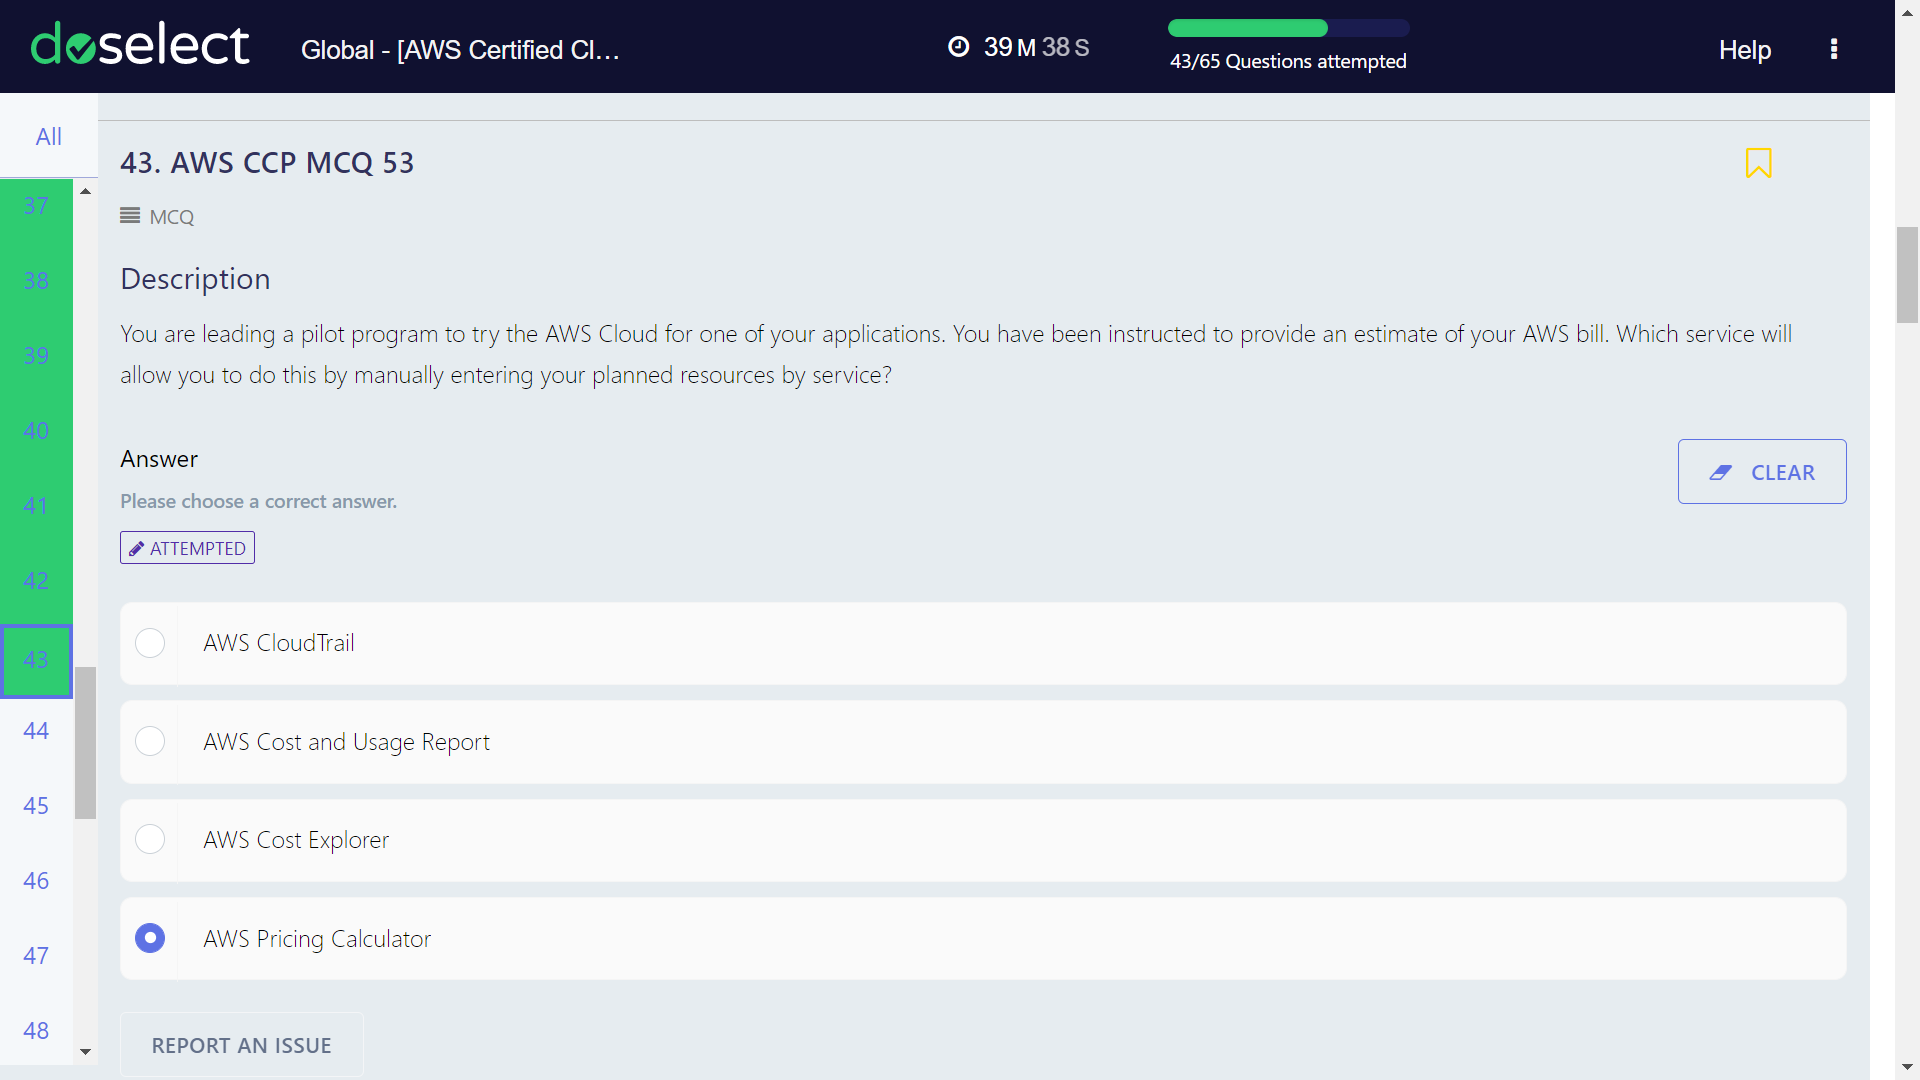 doselect
Global - [AWS Certified Cl...
39 M 38 S
43/65 Questions attempted
Help
All
37
38
39
40
41
42
43
44
45
46
47
48
43. AWS CCP MCQ 53
MCQ
Description
You are leading a pilot program to try the AWS Cloud for one of your applications. You have been instructed to provide an estimate of your AWS bill. Which service will
allow you to do this by manually entering your planned resources by service?
Answer
CLEAR
Please choose a correct answer.
ATTEMPTED
AWS CloudTrail
AWS Cost and Usage Report
AWS Cost Explorer
AWS Pricing Calculator
REPORT AN ISSUE